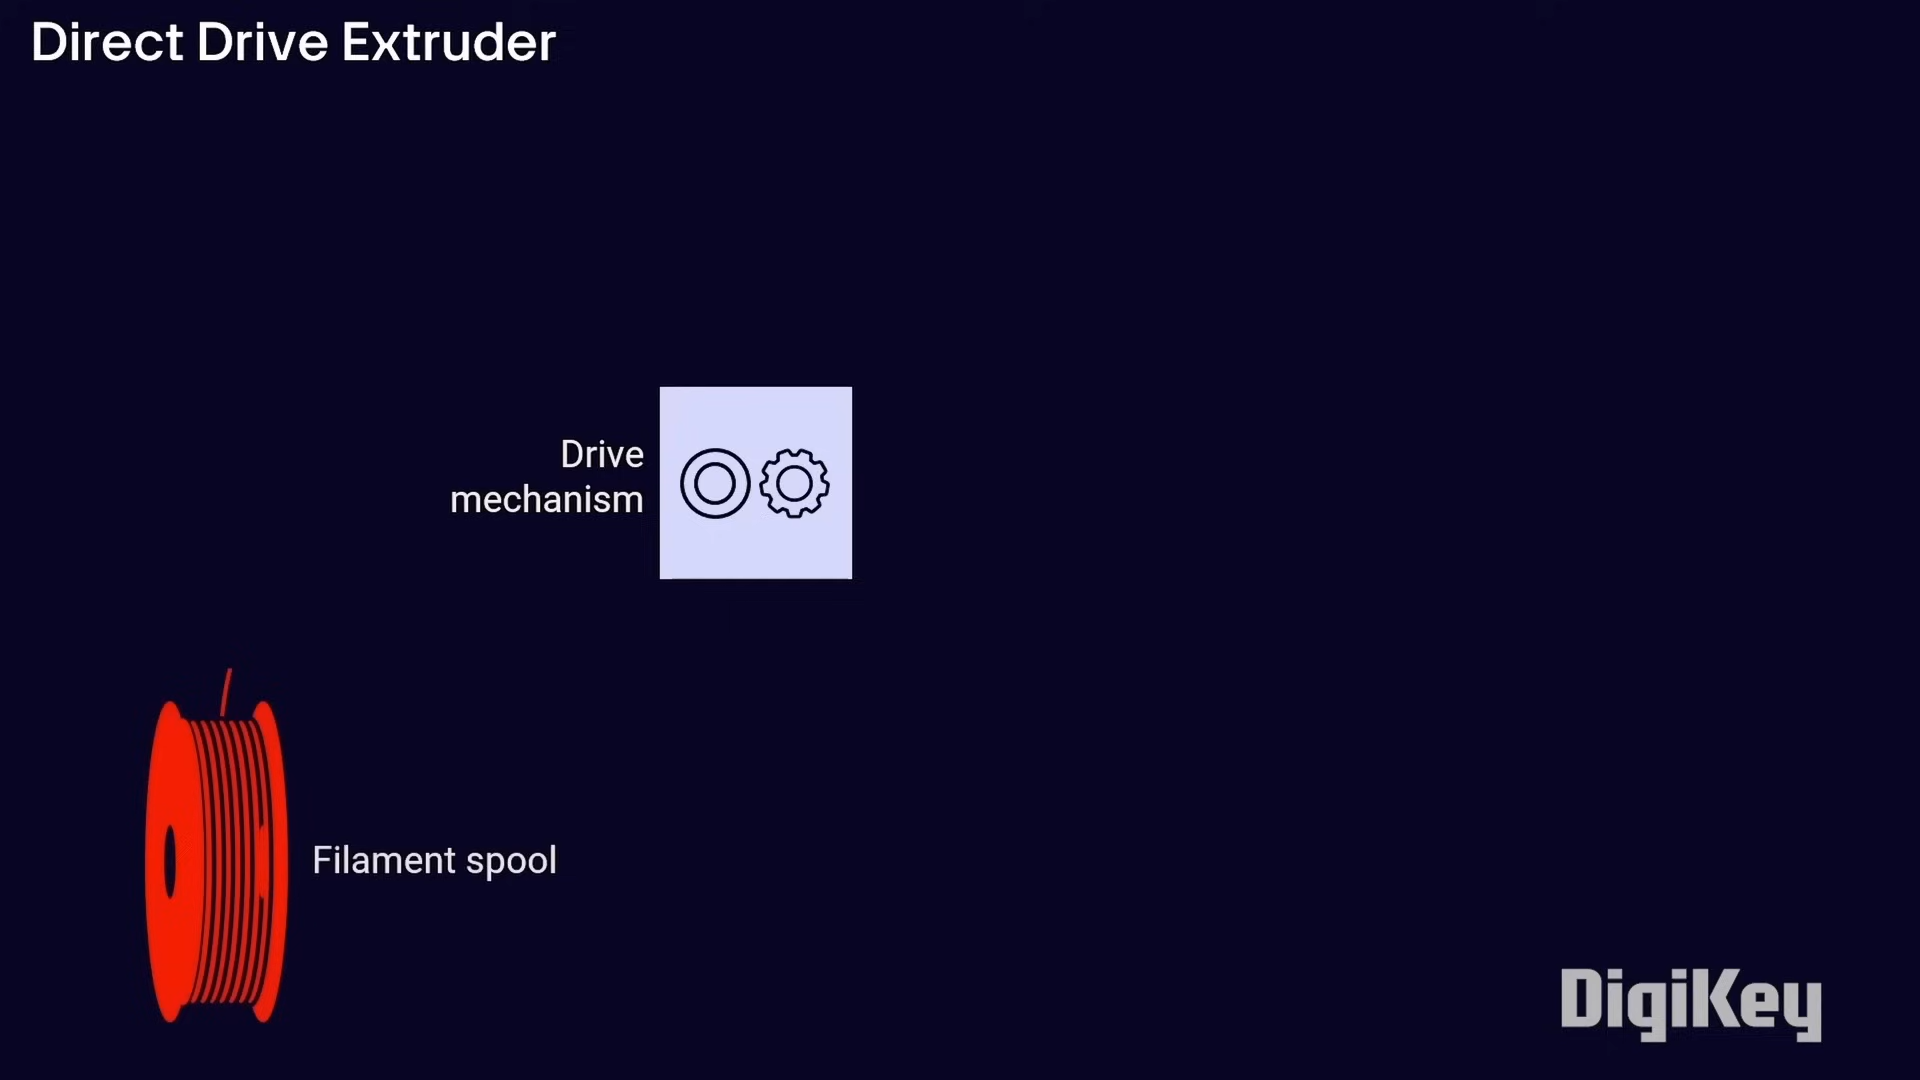 Direct Drive Extruder
Drive
mechanism
Filament spool
DigiKey